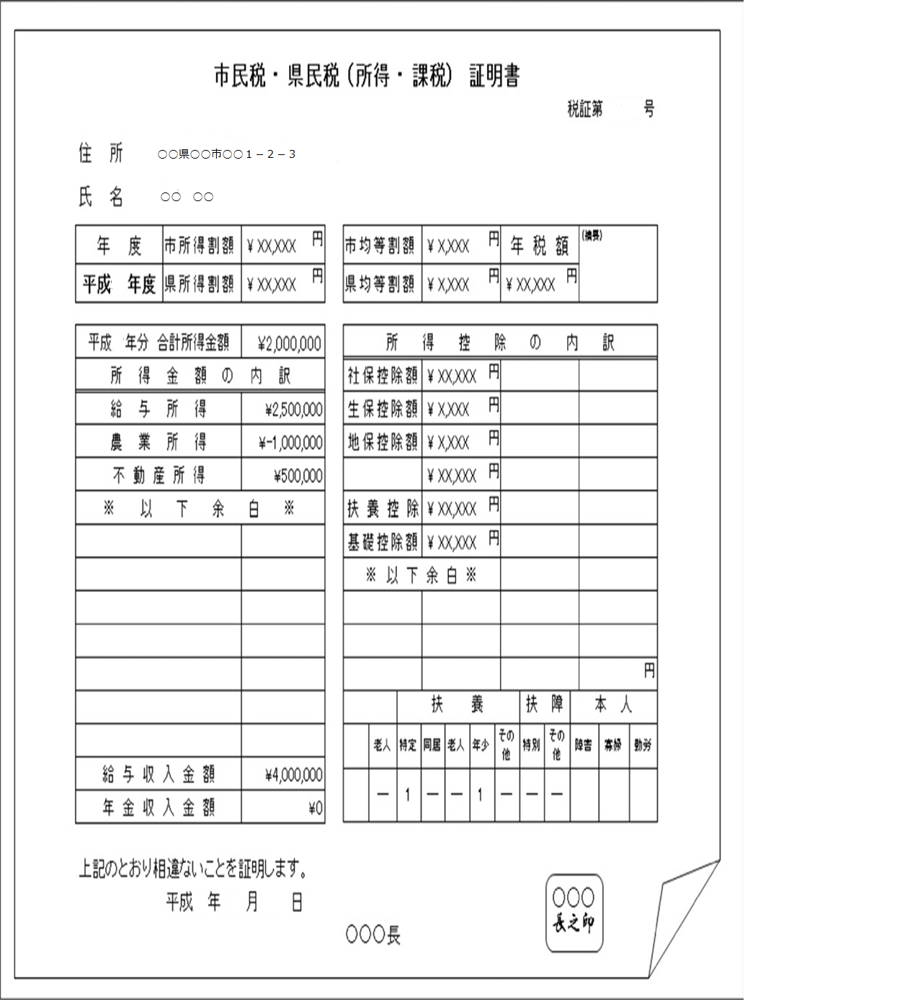 市民税・県民税（所得・課税） 証明書
税証第 号
住 所 ○○県○○市○○１－２－３
氏 名 ○○ ○○
年 度 市所得割額 ¥ XX,XXX 円 市均等割額 ¥ X,XXX 円 年 税 額 (摘要)
平成 年度 県所得割額 ¥ XX,XXX 円 県均等割額 ¥ X,XXX 円 ¥ XX,XXX 円
平成 年分 合計所得金額 ¥2,000,000
所 得 金 額 の 内 訳
給 与 所 得 ¥2,500,000
農 業 所 得 ¥-1,000,000
不 動 産 所 得 ¥500,000
※ 以 下 余 白 ※
給 与 収 入 金 額 ¥4,000,000
年 金 収 入 金 額 ¥0
所 得 控 除 の 内 訳
社保控除額 ¥ XX,XXX 円
生保控除額 ¥ X,XXX 円
地保控除額 ¥ X,XXX 円
¥ XX,XXX 円
扶 養 控 除 ¥ XX,XXX 円
基礎控除額 ¥ XX,XXX 円
※ 以 下 余 白 ※
円
扶 養 扶 障 本 人
老人 特定 同居 老人 年少 その他 特別 その他 障害 寡婦 勤労
― 1 ― ― 1 ― ― ―
上記のとおり相違ないことを証明します。
平成 年 月 日
○○○長
○○○
長之印